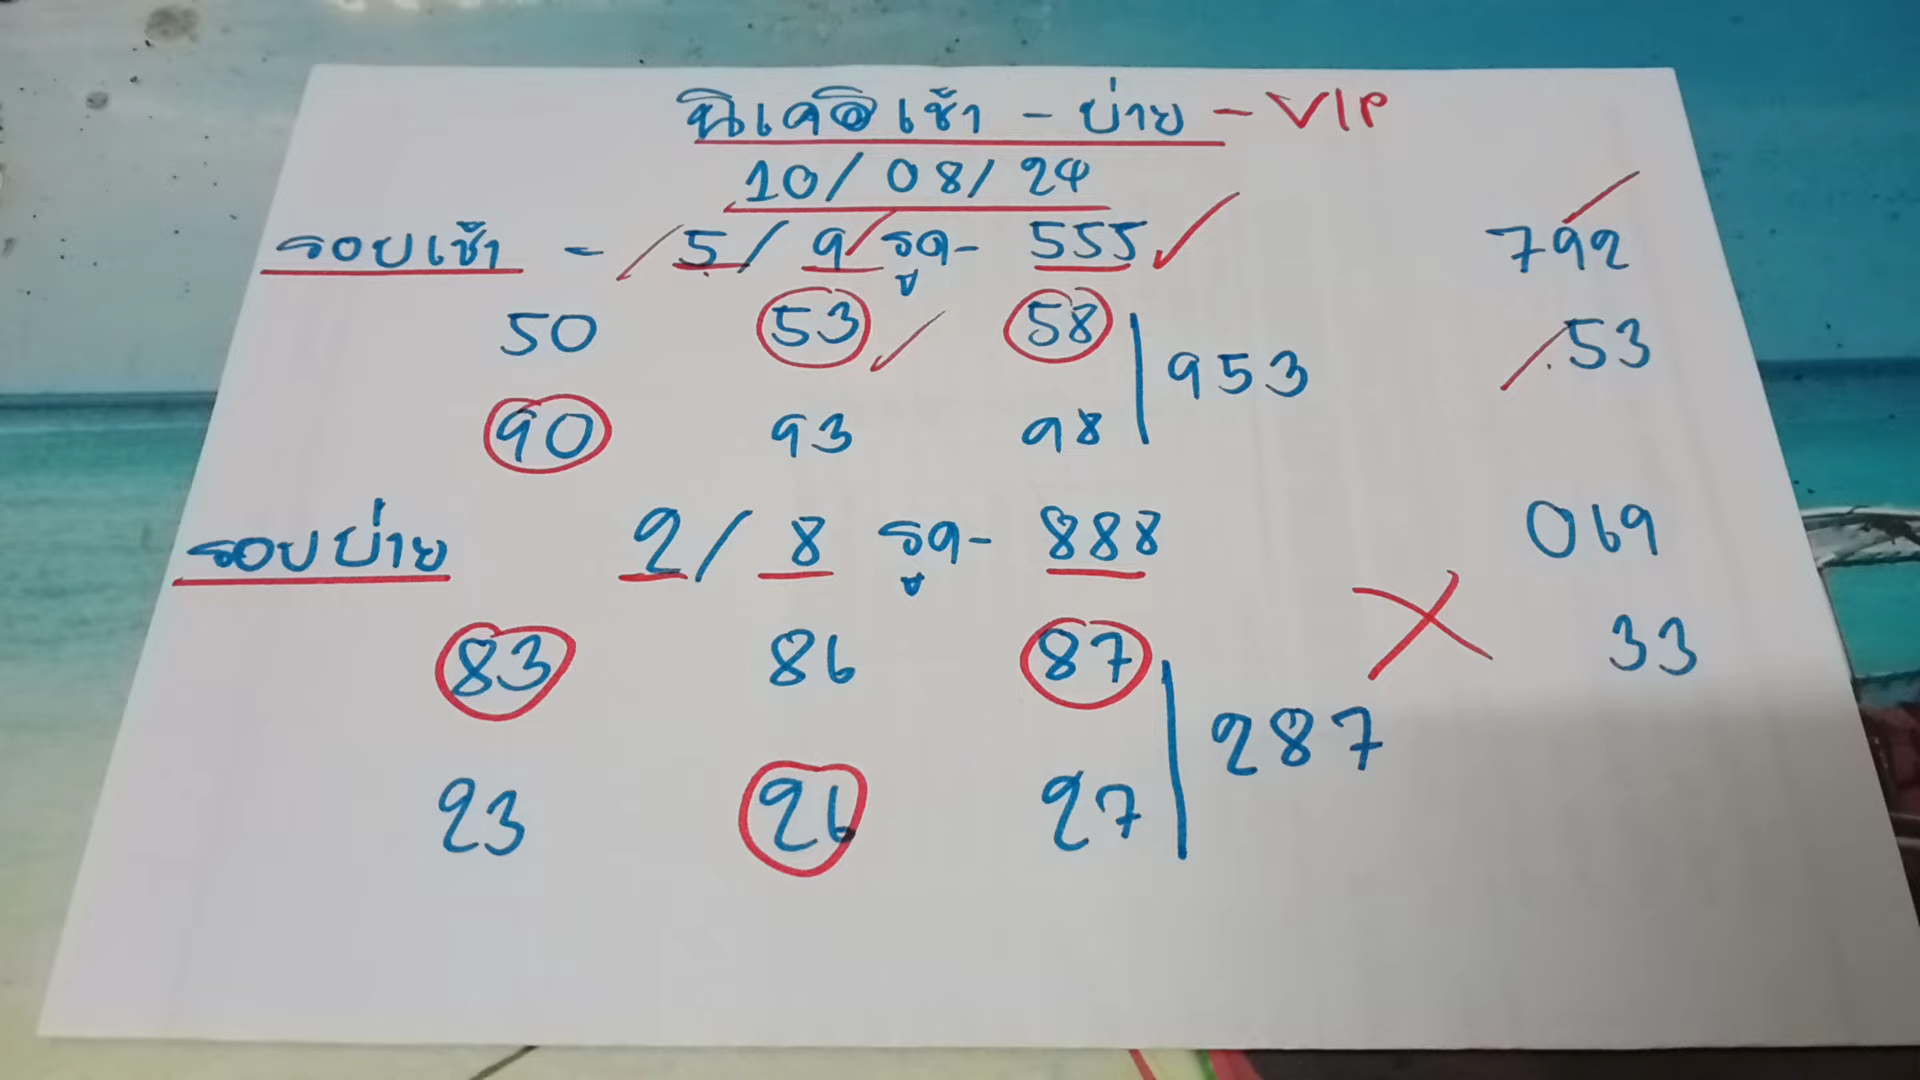 นิเคอิเช้า - บ่าย - VIP
10/08/24
รอบเช้า - 5/9 รูด- 555 792
50 53 58 953 53
90 93 98
รอบบ่าย 2/8 รูด- 888 069
83 86 87 33
287
23 26 27